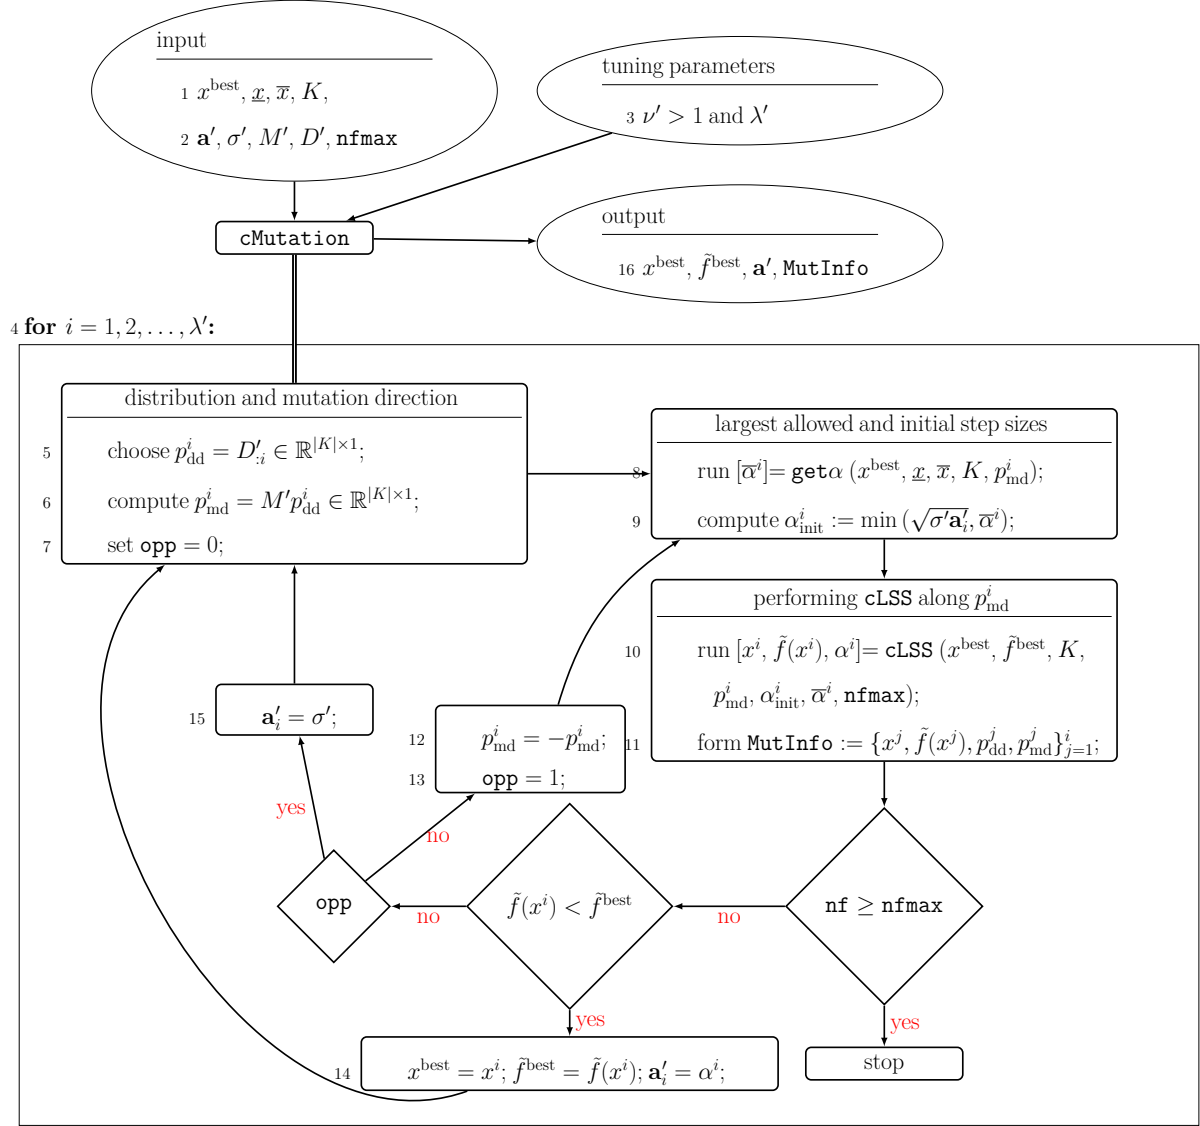 input
1 x^best, x̲, x̅, K,
2 𝐚′, σ′, M′, D′, nfmax
tuning parameters
3 ν′ > 1 and λ′
cMutation
output
16 x^best, f̃^best, 𝐚′, MutInfo
4 for i = 1, 2, . . . , λ′:
distribution and mutation direction
5 choose p^i_dd = D′_{:i} ∈ ℝ^{|K|×1};
6 compute p^i_md = M′p^i_dd ∈ ℝ^{|K|×1};
7 set opp = 0;
largest allowed and initial step sizes
8 run [α̅^i]= getα (x^best, x̲, x̅, K, p^i_md);
9 compute α^i_init := min (√(σ′𝐚′_i), α̅^i);
performing cLSS along p^i_md
10 run [x^i, f̃(x^i), α^i]= cLSS (x^best, f̃^best, K,
p^i_md, α^i_init, α̅^i, nfmax);
11 form MutInfo := {x^j, f̃(x^j), p^j_dd, p^j_md}^i_{j=1};
15 𝐚′_i = σ′;
12 p^i_md = −p^i_md;
13 opp = 1;
yes
no
opp
no
f̃(x^i) < f̃^best
no
nf ≥ nfmax
yes
yes
14 x^best = x^i; f̃^best = f̃(x^i); 𝐚′_i = α^i;
stop